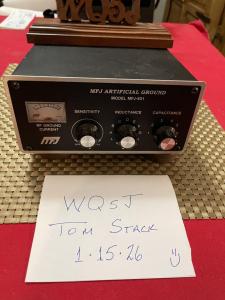 WQ5J
MFJ ARTIFICIAL GROUND
MODEL MFJ-931
SENSITIVITY
INDUCTANCE
CAPACITANCE
RF GROUND
CURRENT
MFJ
WQ5J
TOM STACK
1.15.26